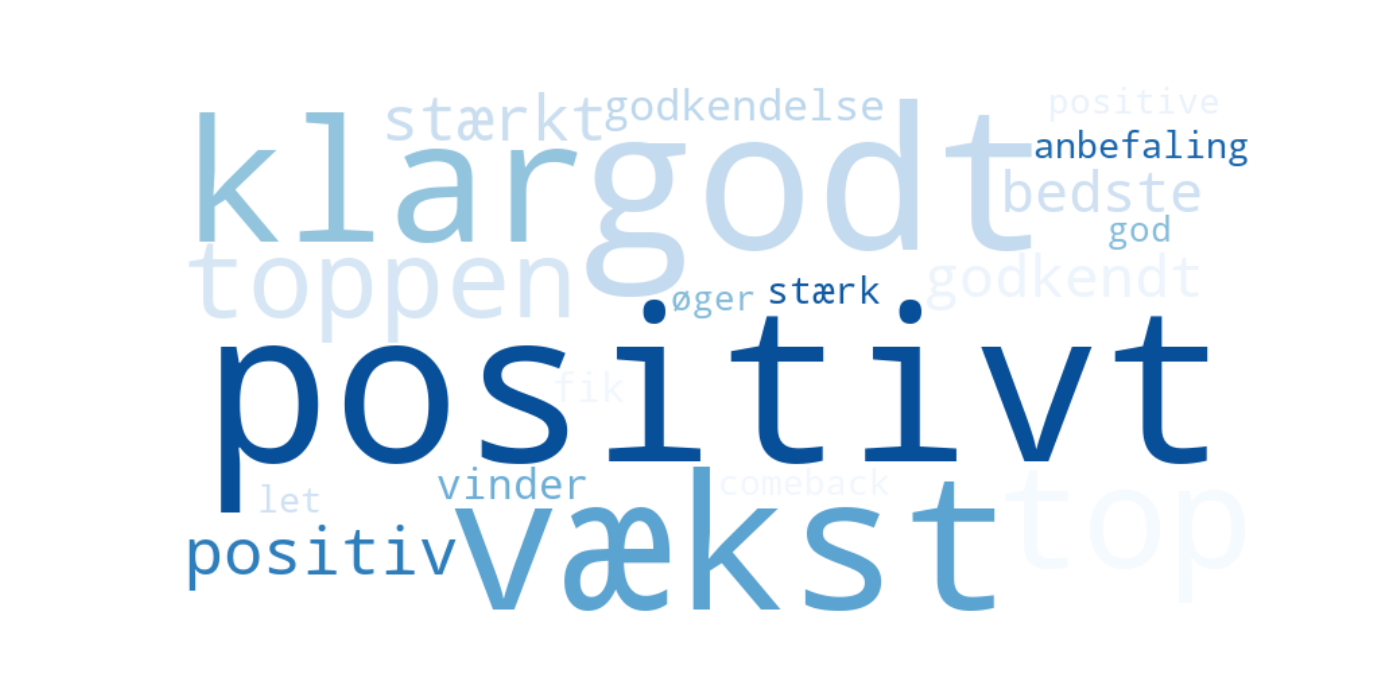 positive
stærkt
godkendelse
klar
godt
anbefaling
bedste
god
toppen
godkendt
øger
stærk
positivt
fik
vinder
comeback
let
top
positiv
vækst